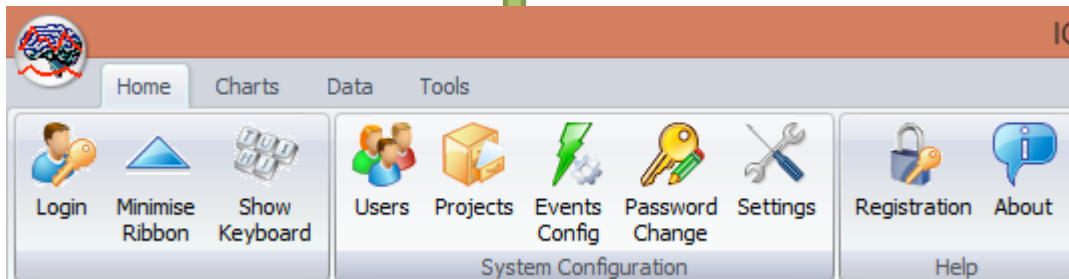 Home Charts Data Tools
Login Minimise Ribbon Show Keyboard Users Projects Events Config Password Change Settings Registration About
System Configuration Help